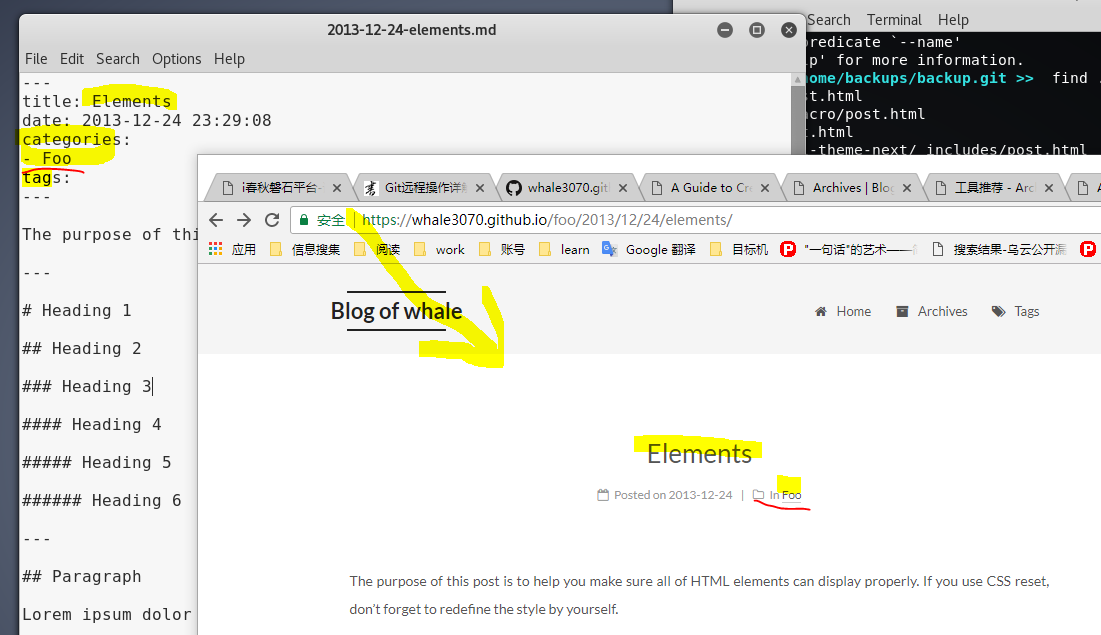 2013-12-24-elements.md
File Edit Search Options Help
---
title: Elements
date: 2013-12-24 23:29:08
categories:
- Foo
tags:
---
The purpose of thi
---
# Heading 1
## Heading 2
### Heading 3
#### Heading 4
##### Heading 5
###### Heading 6
---
## Paragraph
Lorem ipsum dolor
Search Terminal Help
predicate `--name'
lp' for more information.
home/backups/backup.git >> find .
st.html
acro/post.html
t.html
-theme-next/_includes/post.html
i春秋磐石平台- Git远程操作详解 whale3070.git A Guide to Cre Archives | Blog 工具推荐 - Arc
安全 https://whale3070.github.io/foo/2013/12/24/elements/
应用 信息搜集 阅读 work 账号 learn Google 翻译 目标机 "一句话"的艺术—— 搜索结果-乌云公开漏
Blog of whale
Home Archives Tags
Elements
Posted on 2013-12-24 | In Foo
The purpose of this post is to help you make sure all of HTML elements can display properly. If you use CSS reset,
don't forget to redefine the style by yourself.